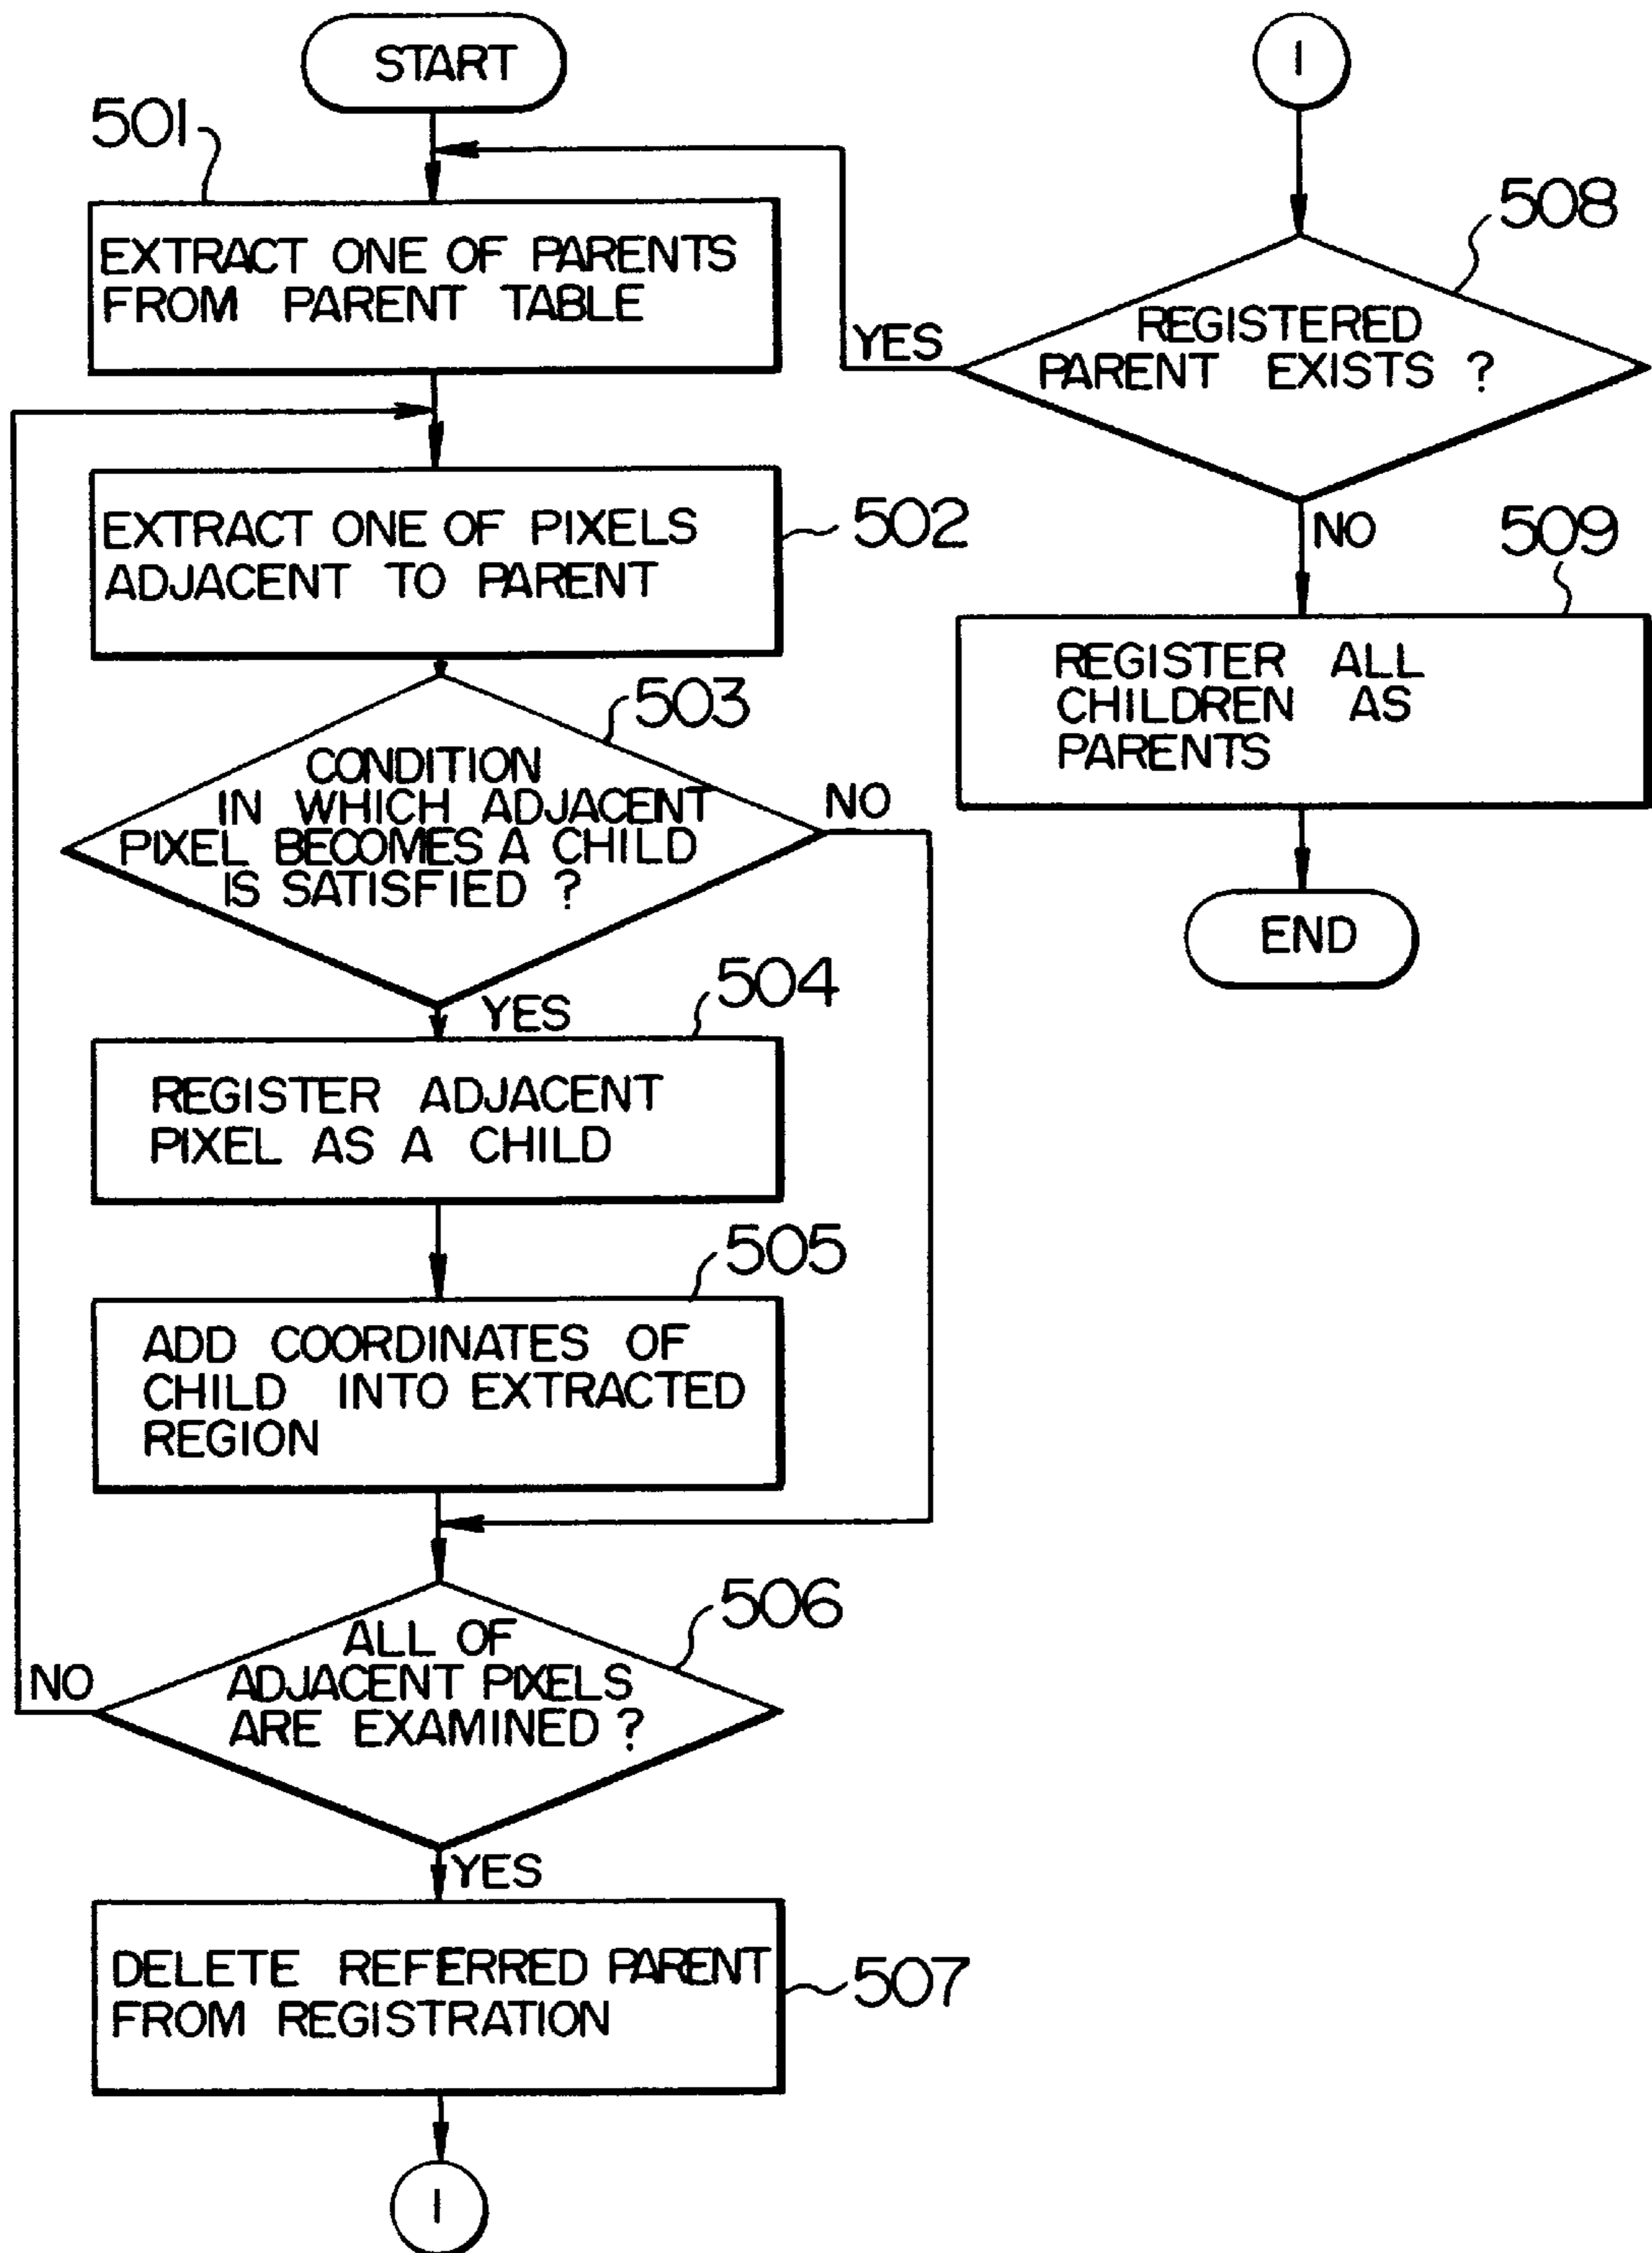 START
501
EXTRACT ONE OF PARENTS
FROM PARENT TABLE
EXTRACT ONE OF PIXELS
ADJACENT TO PARENT
502
503
CONDITION
IN WHICH ADJACENT
PIXEL BECOMES A CHILD
IS SATISFIED ?
NO
YES
504
REGISTER ADJACENT
PIXEL AS A CHILD
505
ADD COORDINATES OF
CHILD INTO EXTRACTED
REGION
506
ALL OF
ADJACENT PIXELS
ARE EXAMINED ?
NO
YES
DELETE REFERRED PARENT
FROM REGISTRATION
507
1
1
508
REGISTERED
PARENT EXISTS ?
YES
NO
509
REGISTER ALL
CHILDREN AS
PARENTS
END